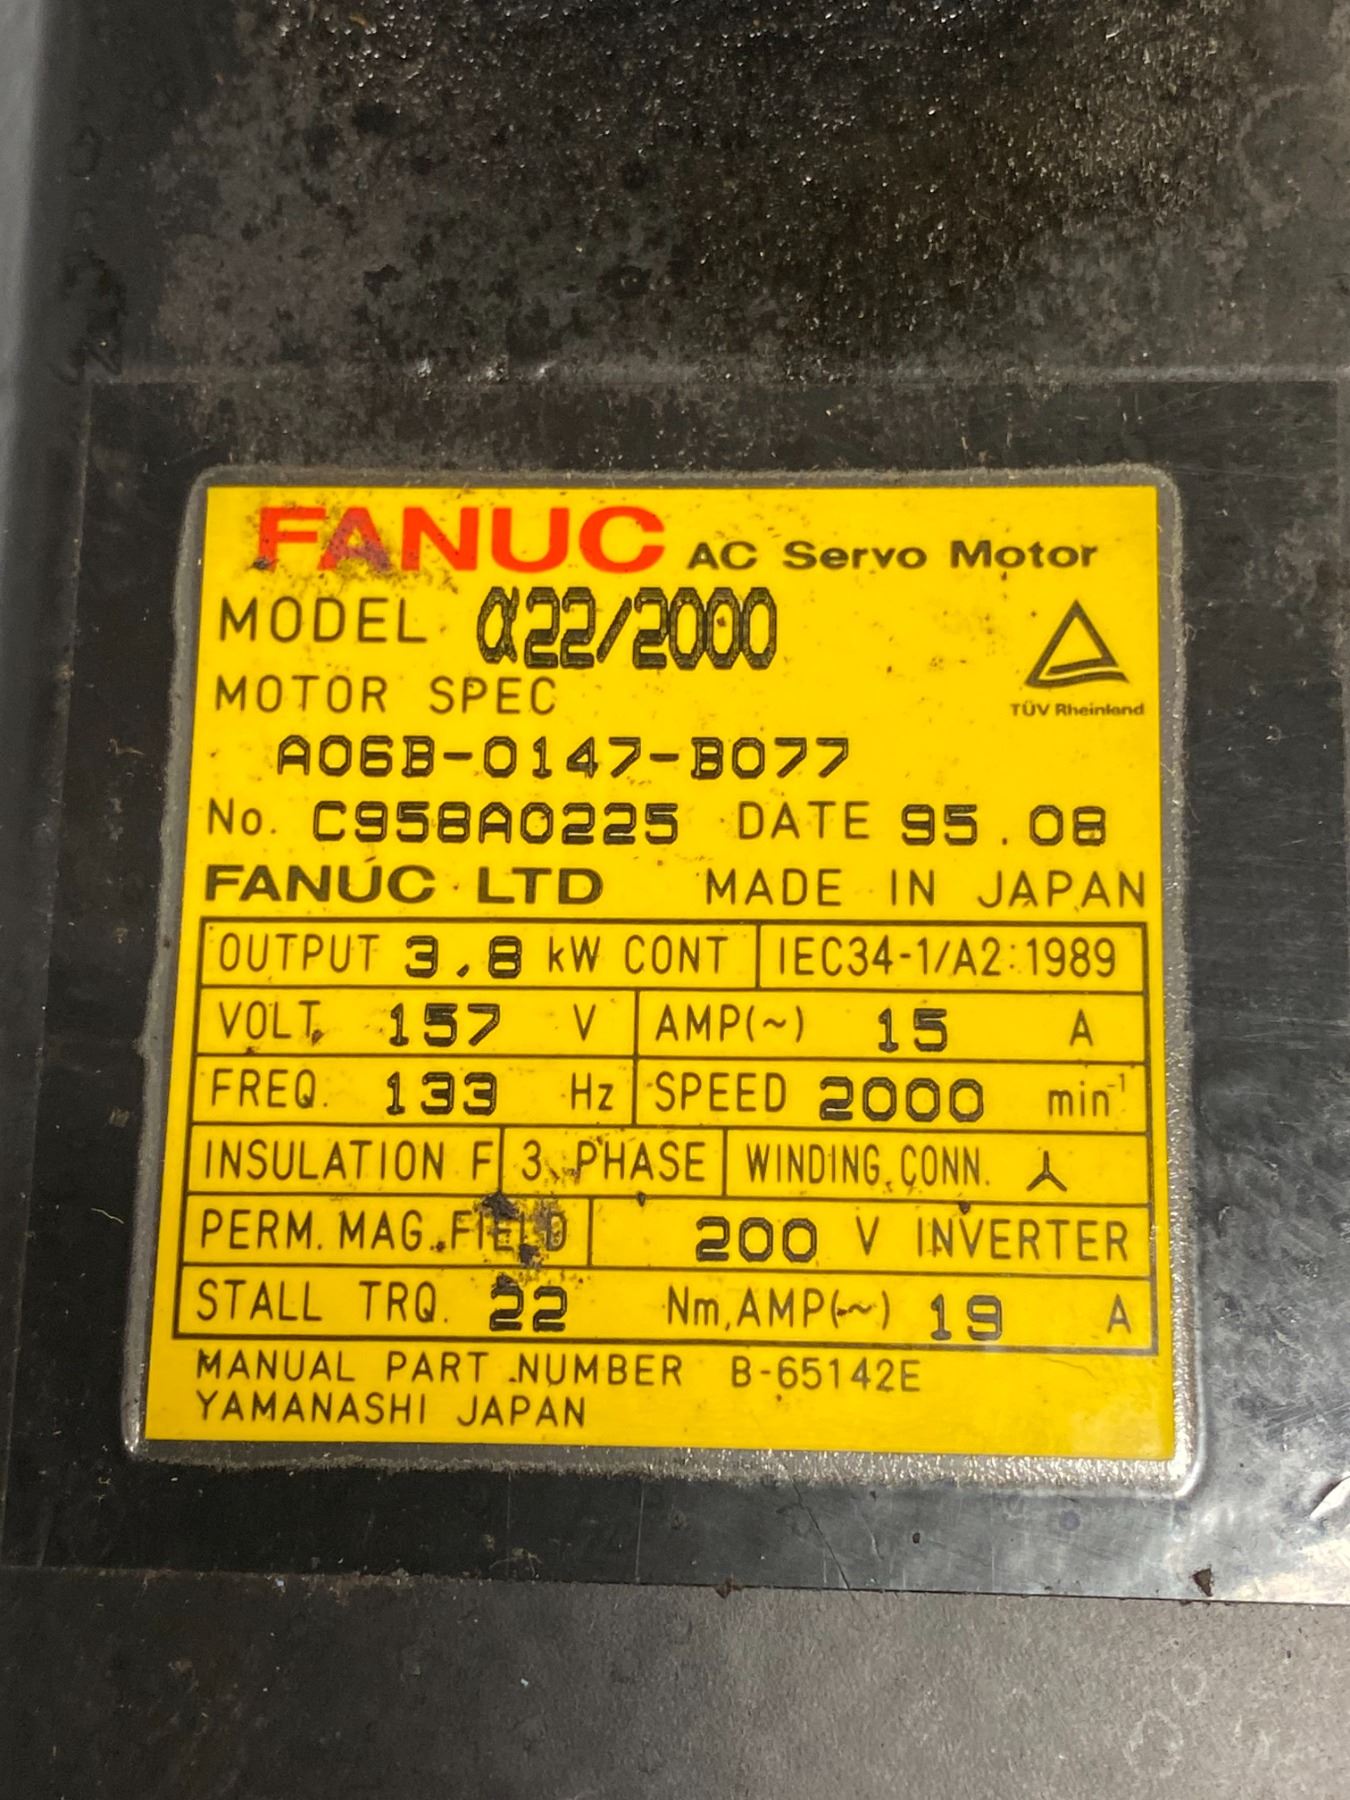 FANUC AC Servo Motor
MODEL α22/2000
TÜV Rheinland
MOTOR SPEC
A06B-0147-B077
No. C958A0225 DATE 95.08
FANUC LTD MADE IN JAPAN
OUTPUT 3.8 kW CONT IEC34-1/A2:1989
VOLT. 157 V AMP(~) 15 A
FREQ. 133 Hz SPEED 2000 min⁻¹
INSULATION F 3 PHASE WINDING CONN.
PERM. MAG. FIELD 200 V INVERTER
STALL TRQ. 22 Nm, AMP(~) 19 A
MANUAL PART NUMBER B-65142E
YAMANASHI JAPAN